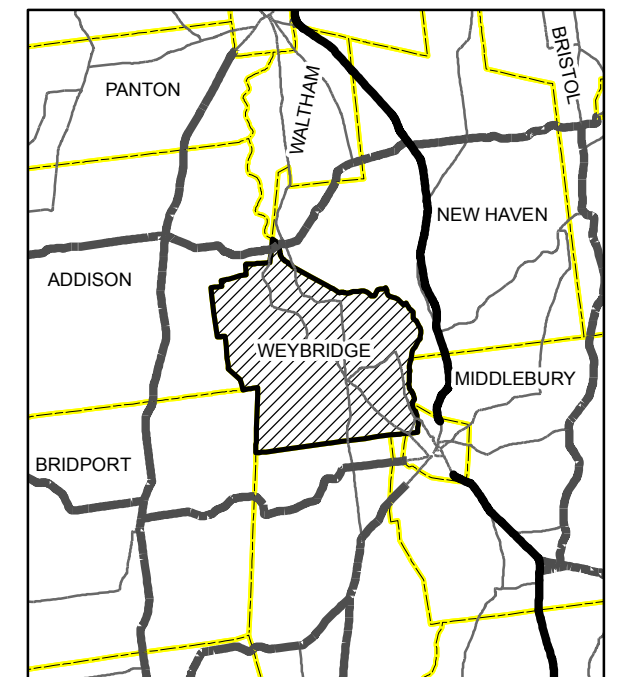 BRISTOL
PANTON
WALTHAM
NEW HAVEN
ADDISON
WEYBRIDGE
MIDDLEBURY
BRIDPORT